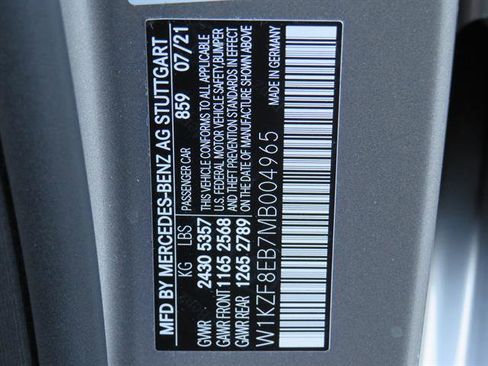 MFD BY MERCEDES-BENZ AG STUTTGART
PASSENGER CAR 859 07/21
KG LBS THIS VEHICLE CONFORMS TO ALL APPLICABLE
GVWR 2430 5357 U.S. FEDERAL MOTOR VEHICLE SAFETY,BUMPER
GWR FRONT 1165 2568 AND THEFT PREVENTION STANDARDS IN EFFECT
GAWR REAR 1265 2789 ON THE DATE OF MANUFACTURE SHOWN ABOVE
MADE IN GERMANY
W1KZF8EB7MB004965